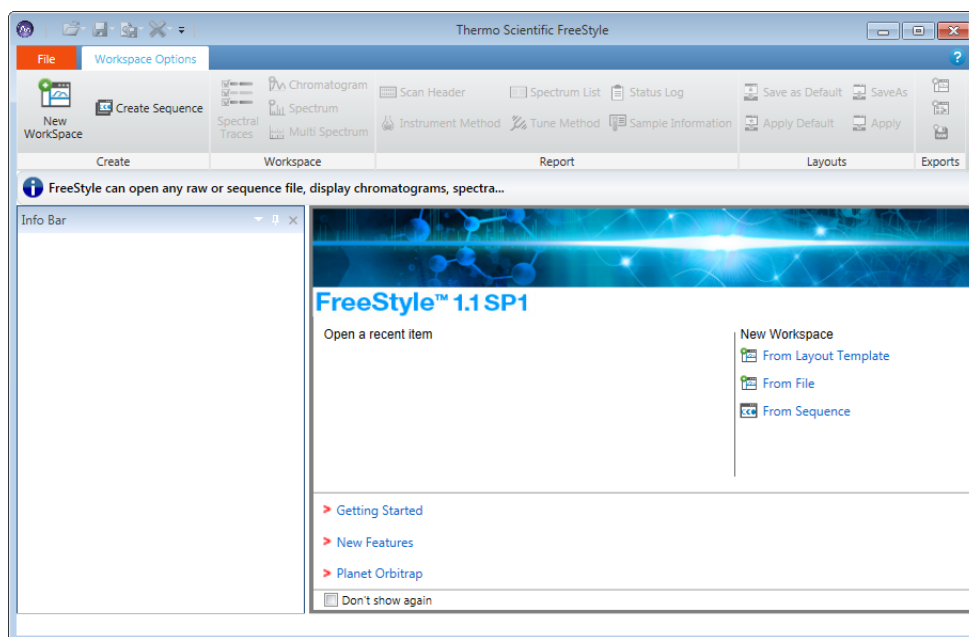 Thermo Scientific FreeStyle
File Workspace Options
New WorkSpace
Create Sequence
Create
Spectral Traces
Chromatogram
Spectrum
Multi Spectrum
Workspace
Scan Header Spectrum List Status Log
Instrument Method Tune Method Sample Information
Report
Save as Default SaveAs
Apply Default Apply
Layouts
Exports
FreeStyle can open any raw or sequence file, display chromatograms, spectra...
Info Bar
FreeStyle™ 1.1 SP1
Open a recent item
New Workspace
From Layout Template
From File
From Sequence
> Getting Started
> New Features
> Planet Orbitrap
Don't show again